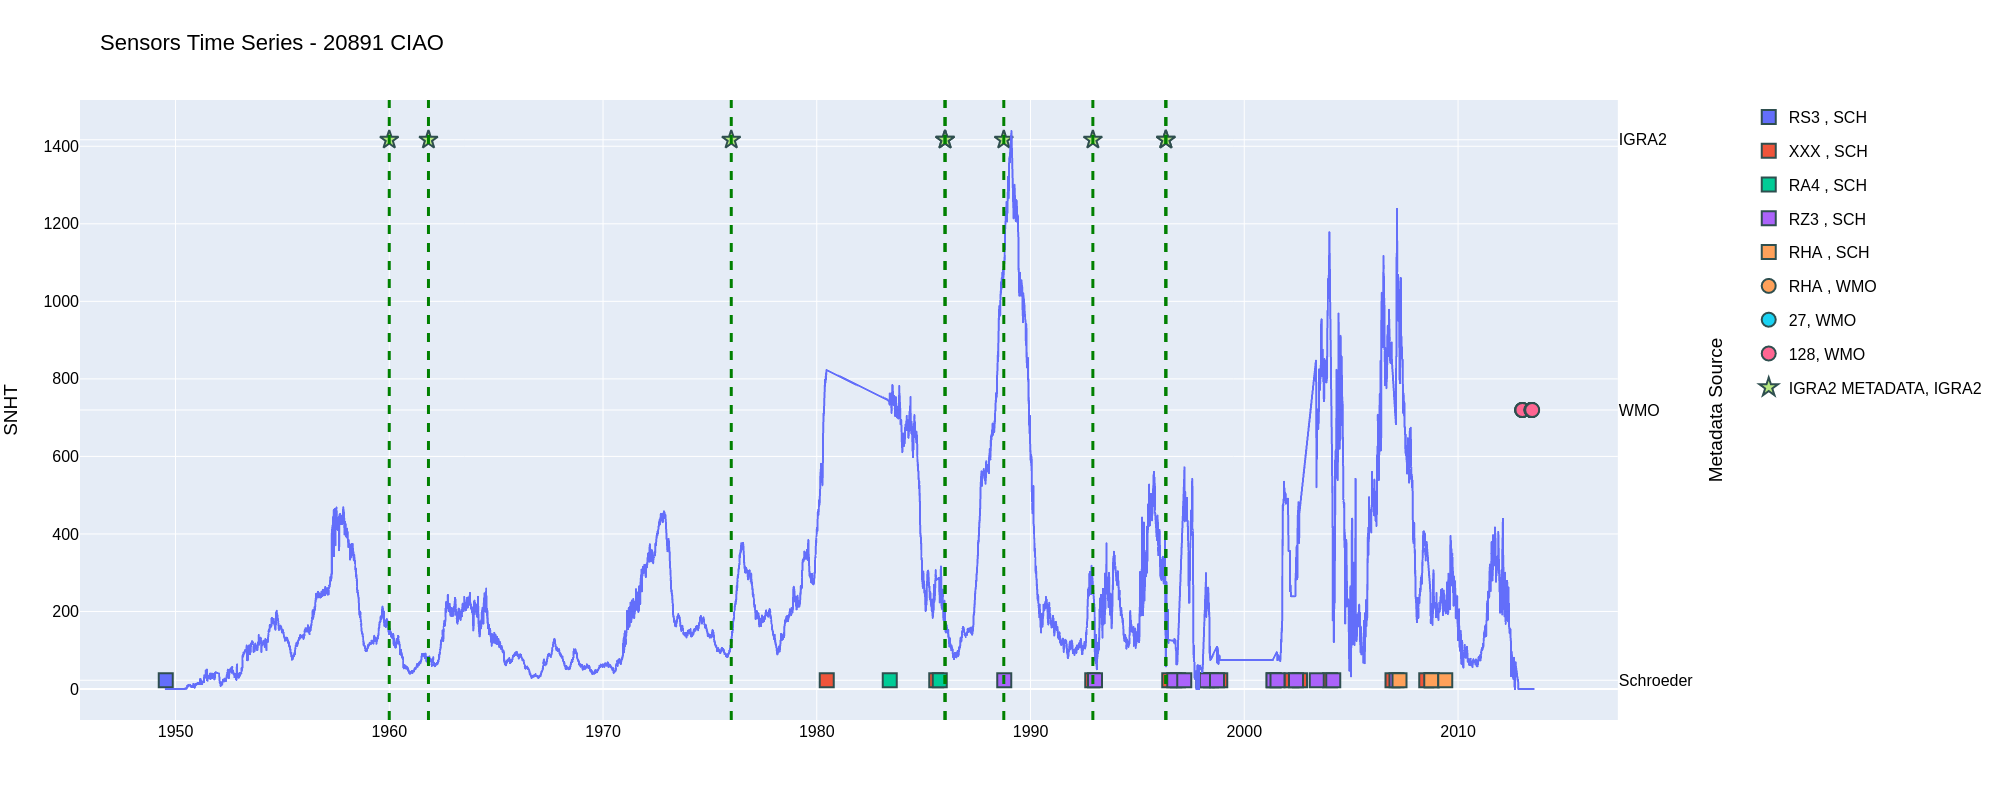 Sensors Time Series - 20891 CIAO
SNHT
1400
1200
1000
800
600
400
200
0
1950
1960
1970
1980
1990
2000
2010
IGRA2
WMO
Schroeder
Metadata Source
RS3 , SCH
XXX , SCH
RA4 , SCH
RZ3 , SCH
RHA , SCH
RHA , WMO
27, WMO
128, WMO
IGRA2 METADATA, IGRA2